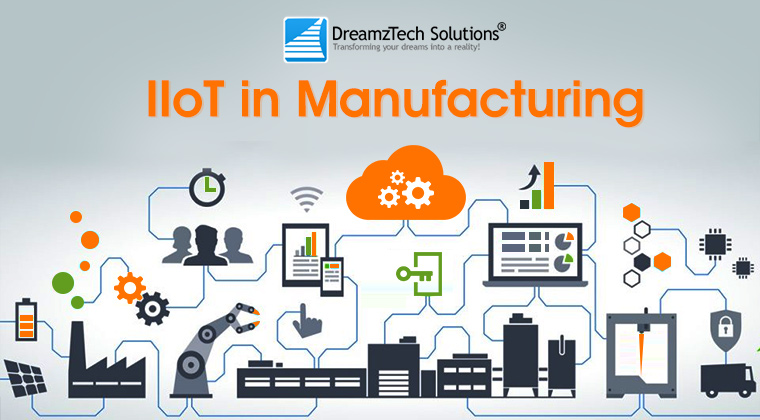 DreamzTech Solutions®
Transforming your dreams into a reality!
IIoT in Manufacturing